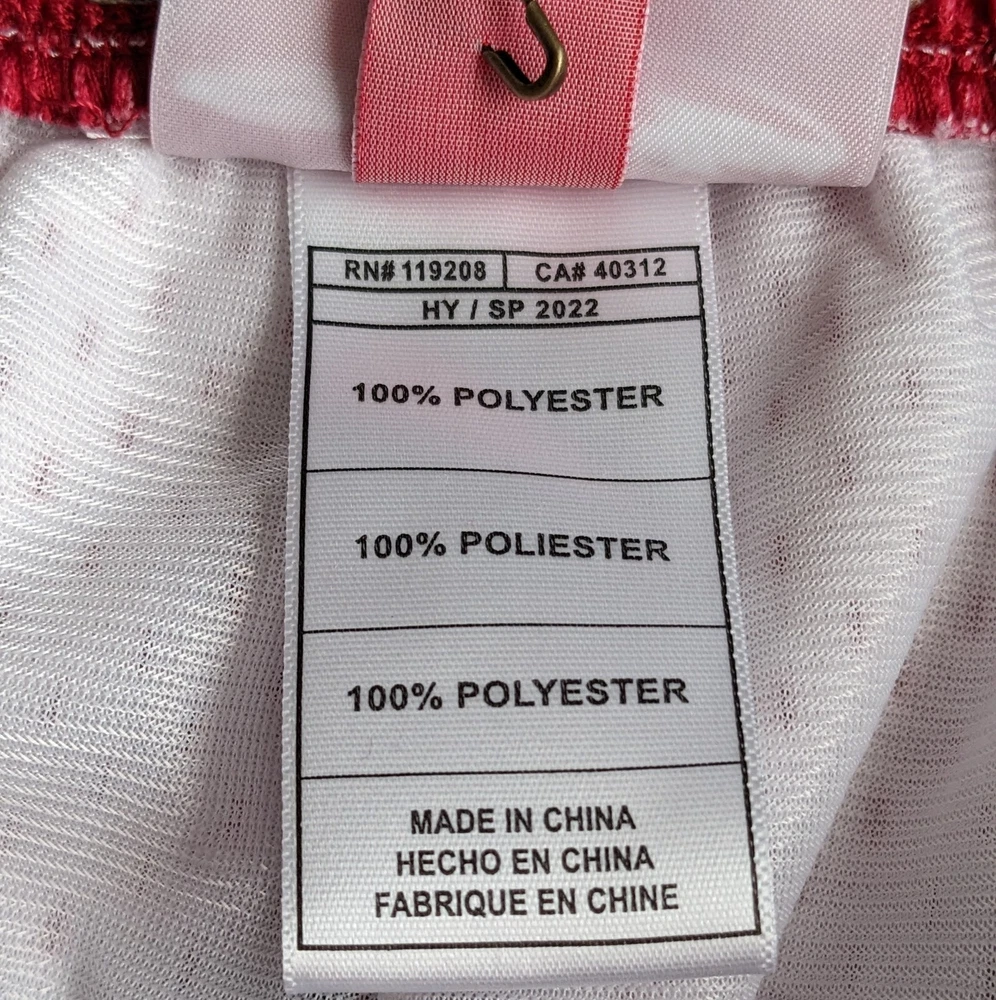 RN# 119208 CA# 40312
HY / SP 2022
100% POLYESTER
100% POLIESTER
100% POLYESTER
MADE IN CHINA
HECHO EN CHINA
FABRIQUE EN CHINE